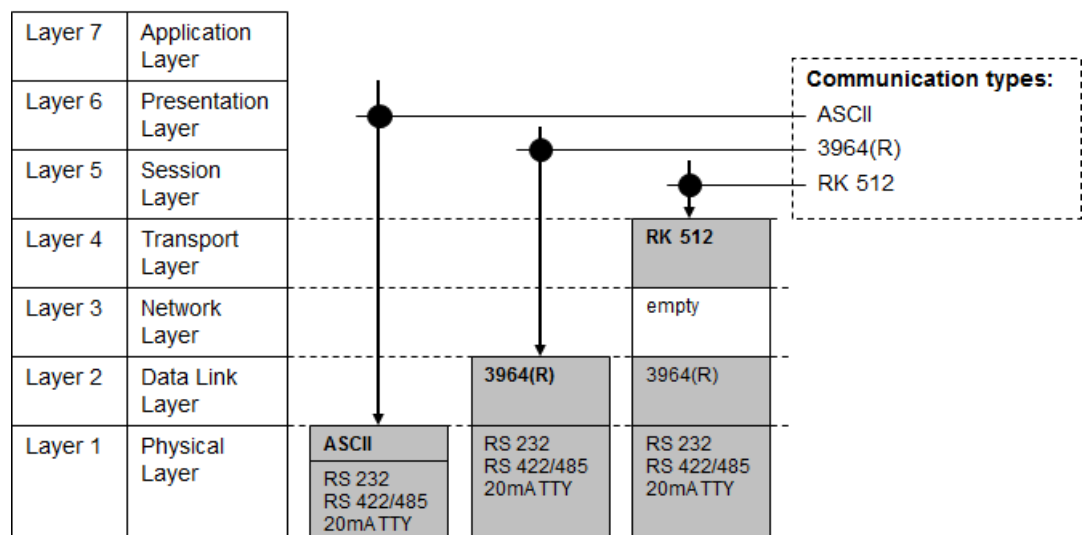 Layer 7 Application
Layer
Layer 6 Presentation
Layer
Layer 5 Session
Layer
Layer 4 Transport
Layer
Layer 3 Network
Layer
Layer 2 Data Link
Layer
Layer 1 Physical
Layer
Communication types:
ASCII
3964(R)
RK 512
RK 512
empty
3964(R)
3964(R)
ASCII
RS 232
RS 422/485
20mA TTY
RS 232
RS 422/485
20mA TTY
RS 232
RS 422/485
20mA TTY